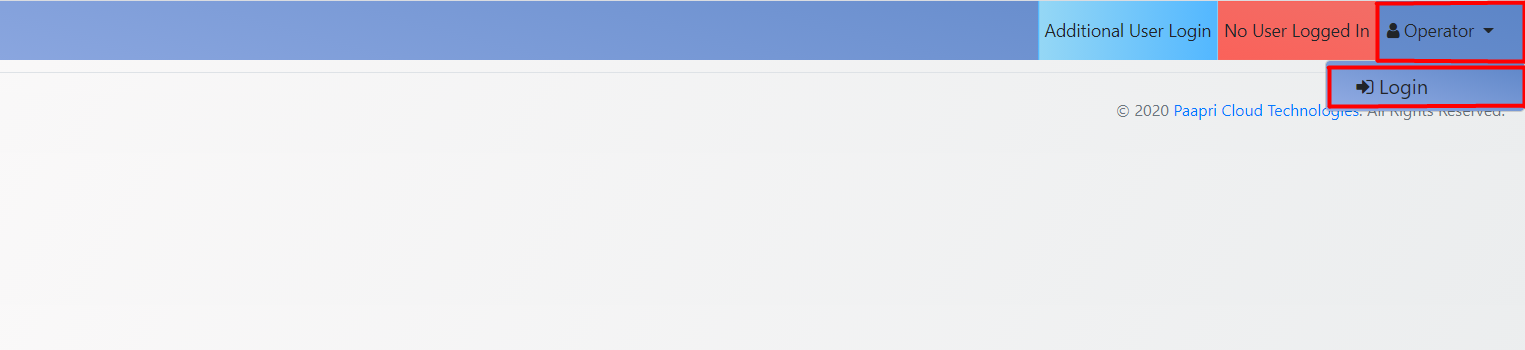 Additional User Login No User Logged In Operator
Login
© 2020 Paapri Cloud Technologies. All Rights Reserved.